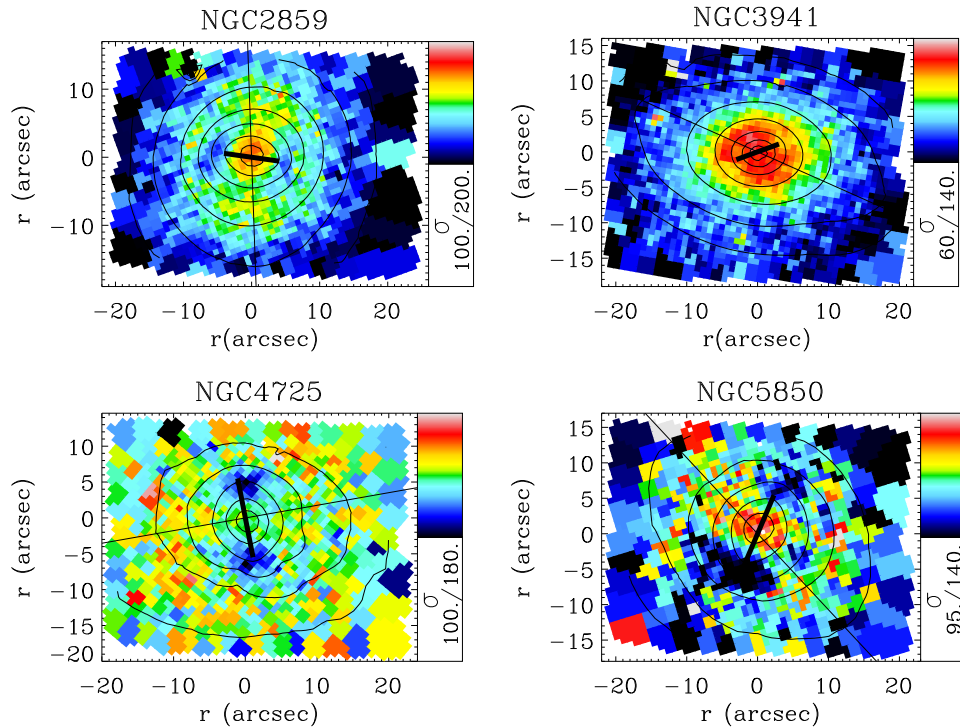 NGC2859
10
0
−10
r (arcsec)
−20 −10 0 10 20
r(arcsec)
σ
100./200.
NGC3941
15
10
5
0
−5
−10
−15
r (arcsec)
−20 −10 0 10 20
r(arcsec)
σ
60./140.
NGC4725
10
5
0
−5
−10
−15
−20
r (arcsec)
−20 −10 0 10 20
r (arcsec)
σ
100./180.
NGC5850
15
10
5
0
−5
−10
−15
r (arcsec)
−20 −10 0 10 20
r (arcsec)
σ
95./140.